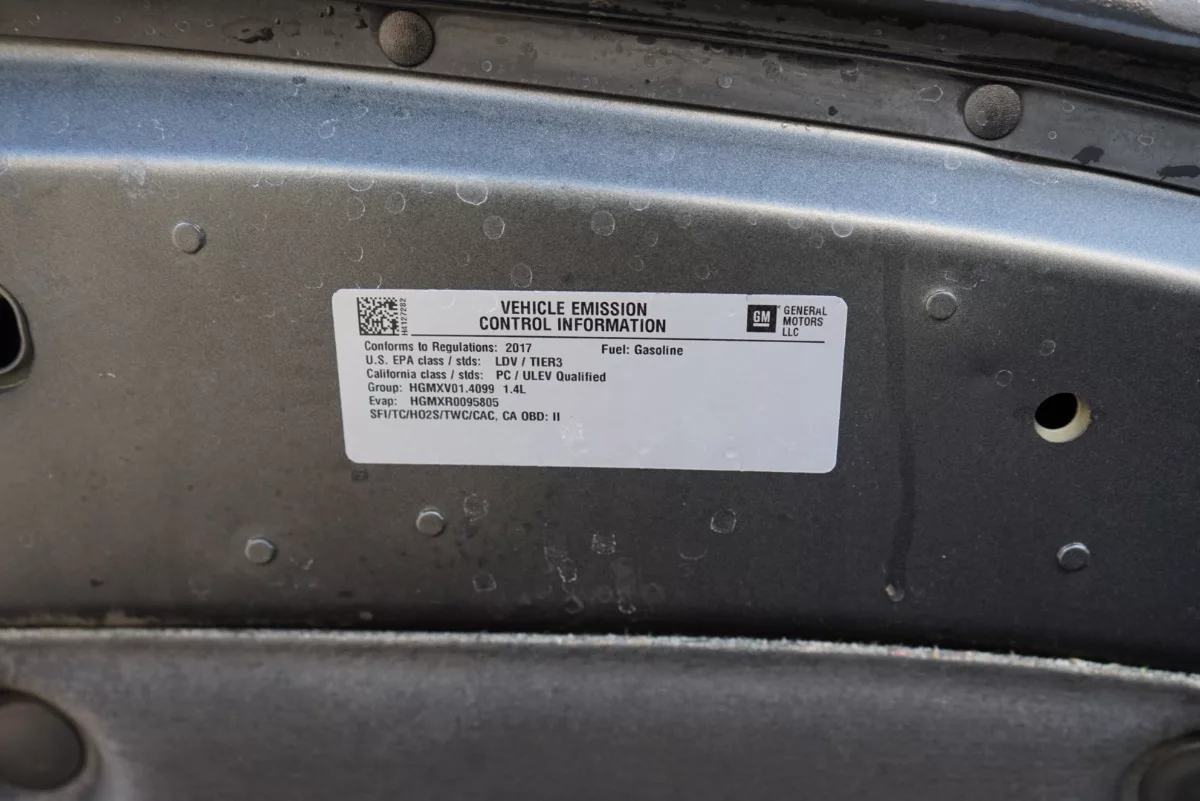 H4127282
VEHICLE EMISSION
CONTROL INFORMATION
GM
GENERAL
MOTORS
LLC
Conforms to Regulations: 2017 Fuel: Gasoline
U.S. EPA class / stds: LDV / TIER3
California class / stds: PC / ULEV Qualified
Group: HGMXV01.4099 1.4L
Evap: HGMXR0095805
SFI/TC/HO2S/TWC/CAC, CA OBD: II